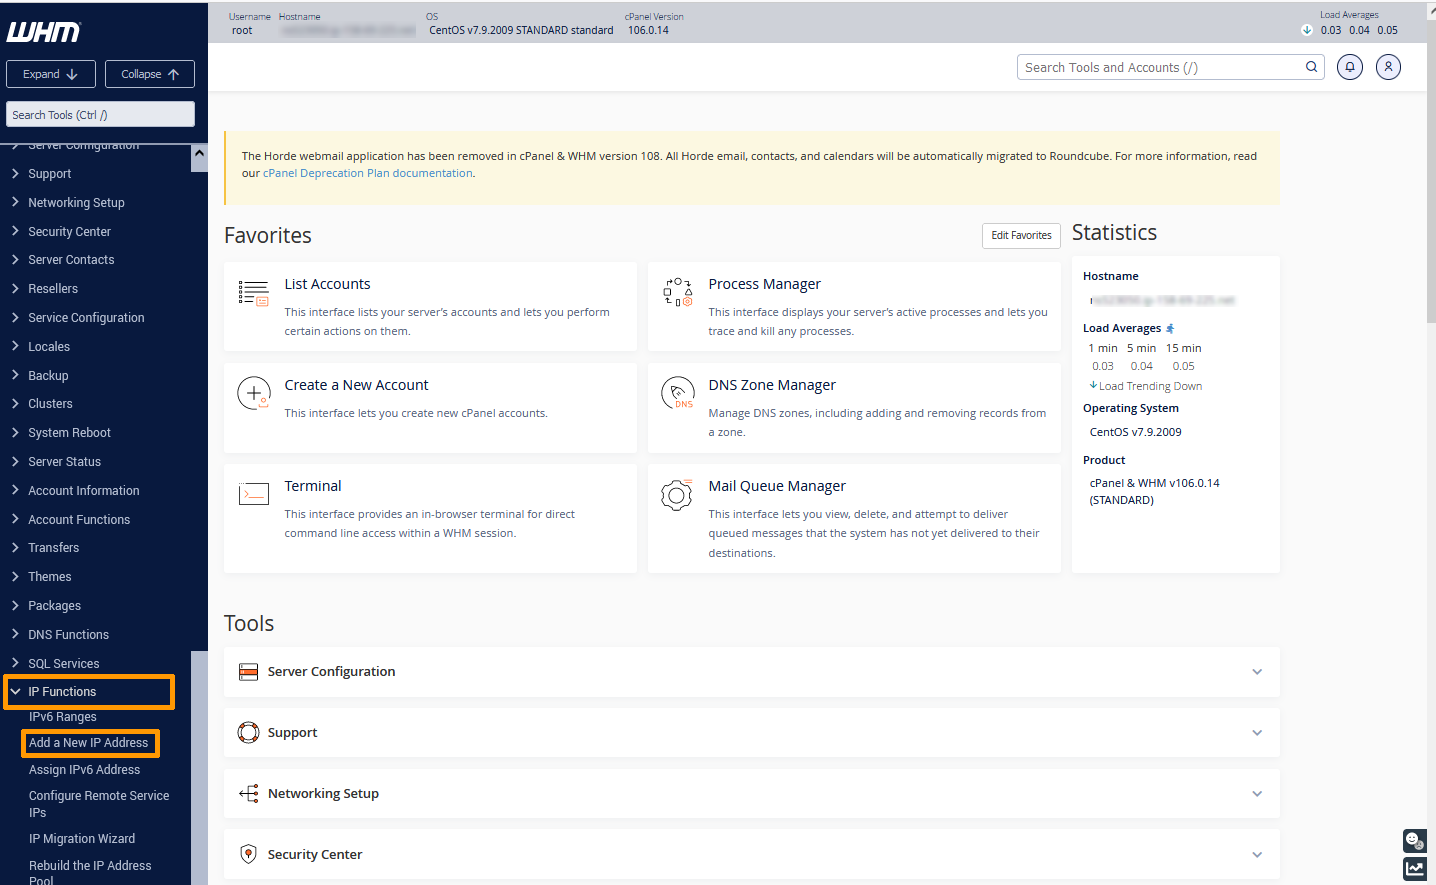 WHM
Expand
Collapse
Search Tools (Ctrl /)
Server Configuration
Support
Networking Setup
Security Center
Server Contacts
Resellers
Service Configuration
Locales
Backup
Clusters
System Reboot
Server Status
Account Information
Account Functions
Transfers
Themes
Packages
DNS Functions
SQL Services
IP Functions
IPv6 Ranges
Add a New IP Address
Assign IPv6 Address
Configure Remote Service
IPs
IP Migration Wizard
Rebuild the IP Address
Pool
Username Hostname OS cPanel Version
root CentOS v7.9.2009 STANDARD standard 106.0.14
Load Averages
0.03 0.04 0.05
Search Tools and Accounts (/)
The Horde webmail application has been removed in cPanel & WHM version 108. All Horde email, contacts, and calendars will be automatically migrated to Roundcube. For more information, read
our cPanel Deprecation Plan documentation.
Favorites
Edit Favorites
List Accounts
This interface lists your server's accounts and lets you perform
certain actions on them.
Process Manager
This interface displays your server's active processes and lets you
trace and kill any processes.
Create a New Account
This interface lets you create new cPanel accounts.
DNS
DNS Zone Manager
Manage DNS zones, including adding and removing records from
a zone.
Terminal
This interface provides an in-browser terminal for direct
command line access within a WHM session.
Mail Queue Manager
This interface lets you view, delete, and attempt to deliver
queued messages that the system has not yet delivered to their
destinations.
Statistics
Hostname
Load Averages
1 min 5 min 15 min
0.03 0.04 0.05
Load Trending Down
Operating System
CentOS v7.9.2009
Product
cPanel & WHM v106.0.14
(STANDARD)
Tools
Server Configuration
Support
Networking Setup
Security Center